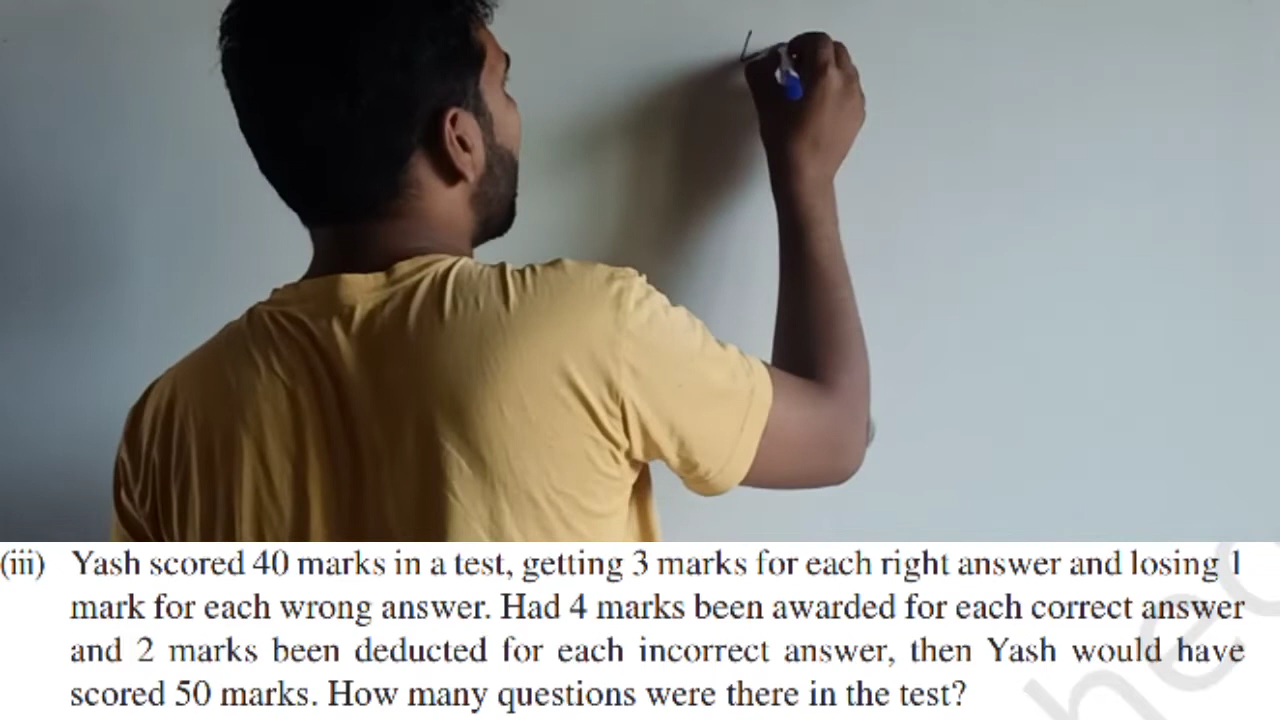 (iii) Yash scored 40 marks in a test, getting 3 marks for each right answer and losing 1
mark for each wrong answer. Had 4 marks been awarded for each correct answer
and 2 marks been deducted for each incorrect answer, then Yash would have
scored 50 marks. How many questions were there in the test?